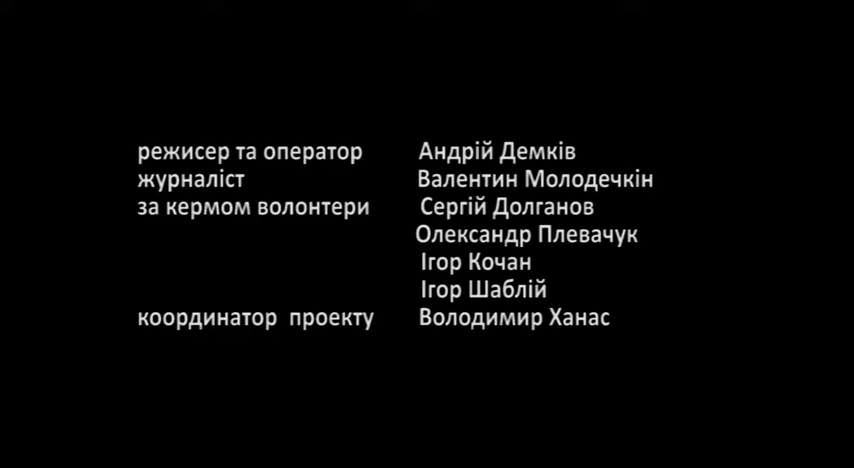 режисер та оператор Андрій Демків
журналіст Валентин Молодечкін
за кермом волонтери Сергій Долганов
Олександр Плевачук
Ігор Кочан
Ігор Шаблій
координатор проекту Володимир Ханас